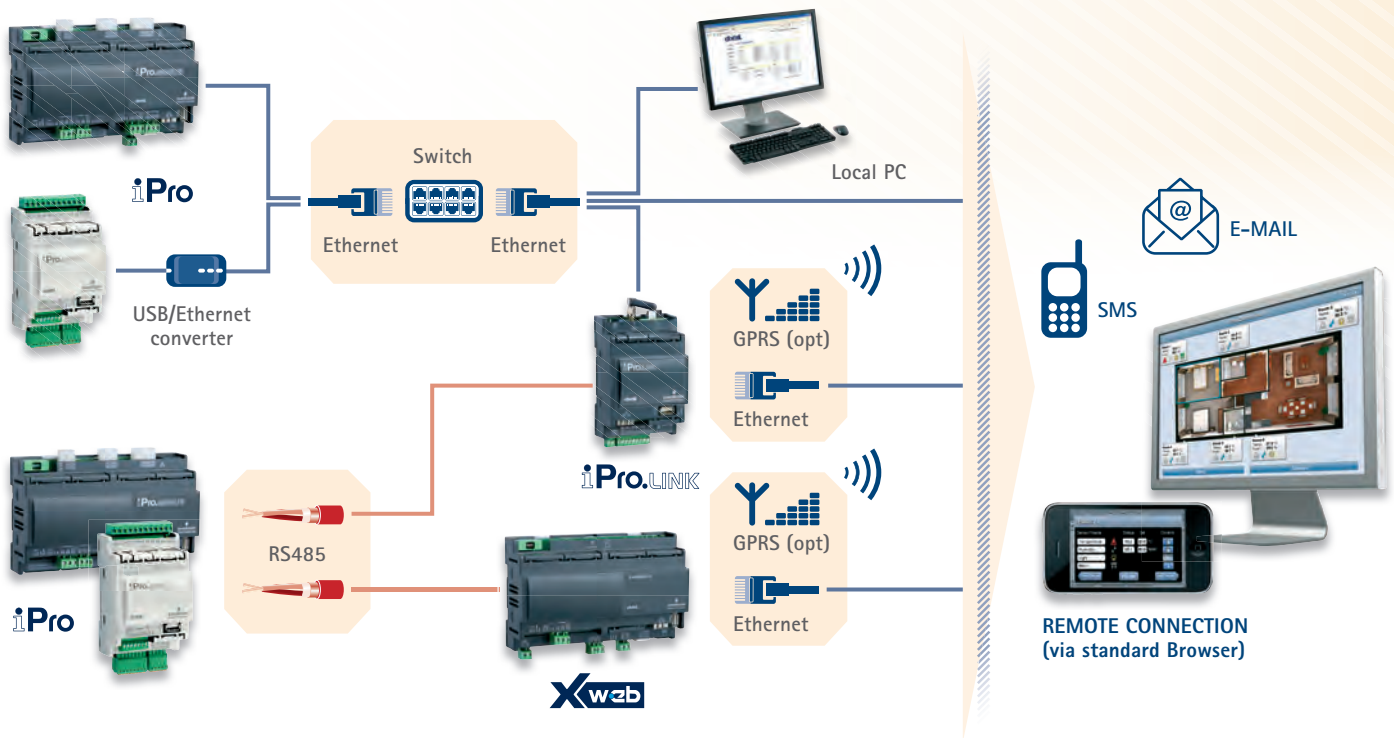 iPro
USB/Ethernet
converter
Switch
Ethernet
Ethernet
Local PC
iPro
RS485
iPro.LINK
Xweb
GPRS (opt)
Ethernet
GPRS (opt)
Ethernet
@
E-MAIL
SMS
REMOTE CONNECTION
(via standard Browser)